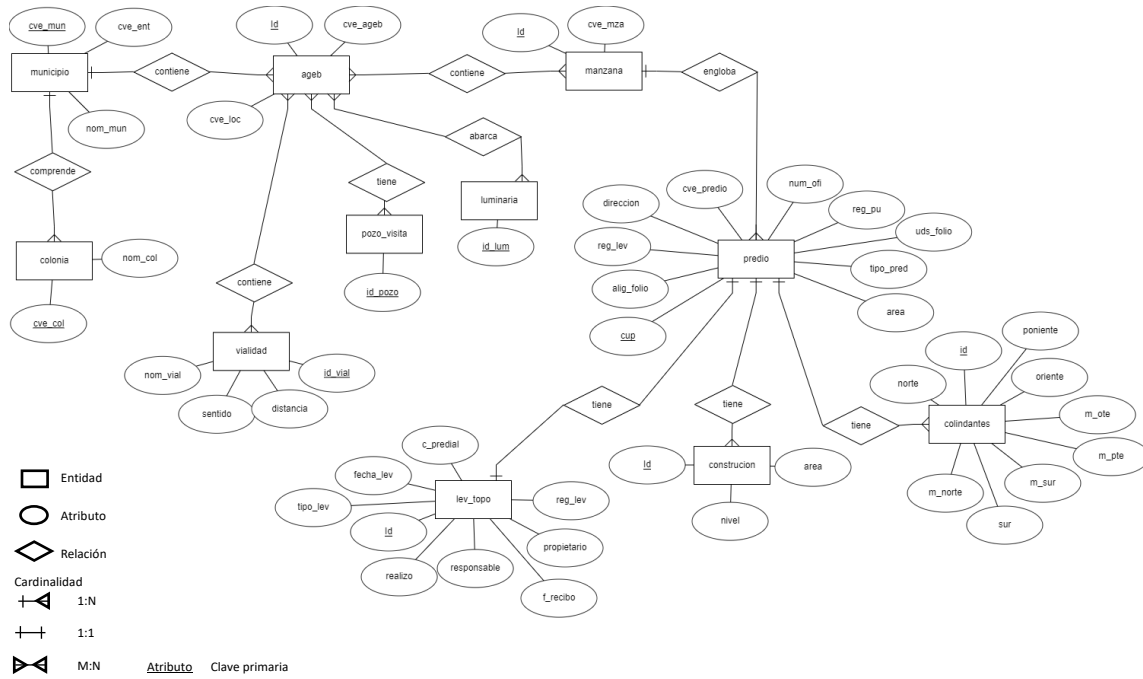 cve_mun
cve_ent
municipio
nom_mun
contiene
comprende
colonia
nom_col
cve_col
Id
cve_ageb
ageb
cve_loc
contiene
Id
cve_mza
manzana
engloba
abarca
luminaria
id_lum
tiene
pozo_visita
id_pozo
contiene
vialidad
nom_vial
sentido
distancia
id_vial
direccion
cve_predio
num_ofi
reg_pu
uds_folio
reg_lev
predio
tipo_pred
alig_folio
area
cup
tiene
tiene
tiene
c_predial
fecha_lev
tipo_lev
lev_topo
reg_lev
Id
propietario
realizo
responsable
f_recibo
Id
construcion
area
nivel
id
poniente
norte
oriente
colindantes
m_ote
m_pte
m_norte
m_sur
sur
Entidad
Atributo
Relación
Cardinalidad
1:N
1:1
M:N
Atributo Clave primaria